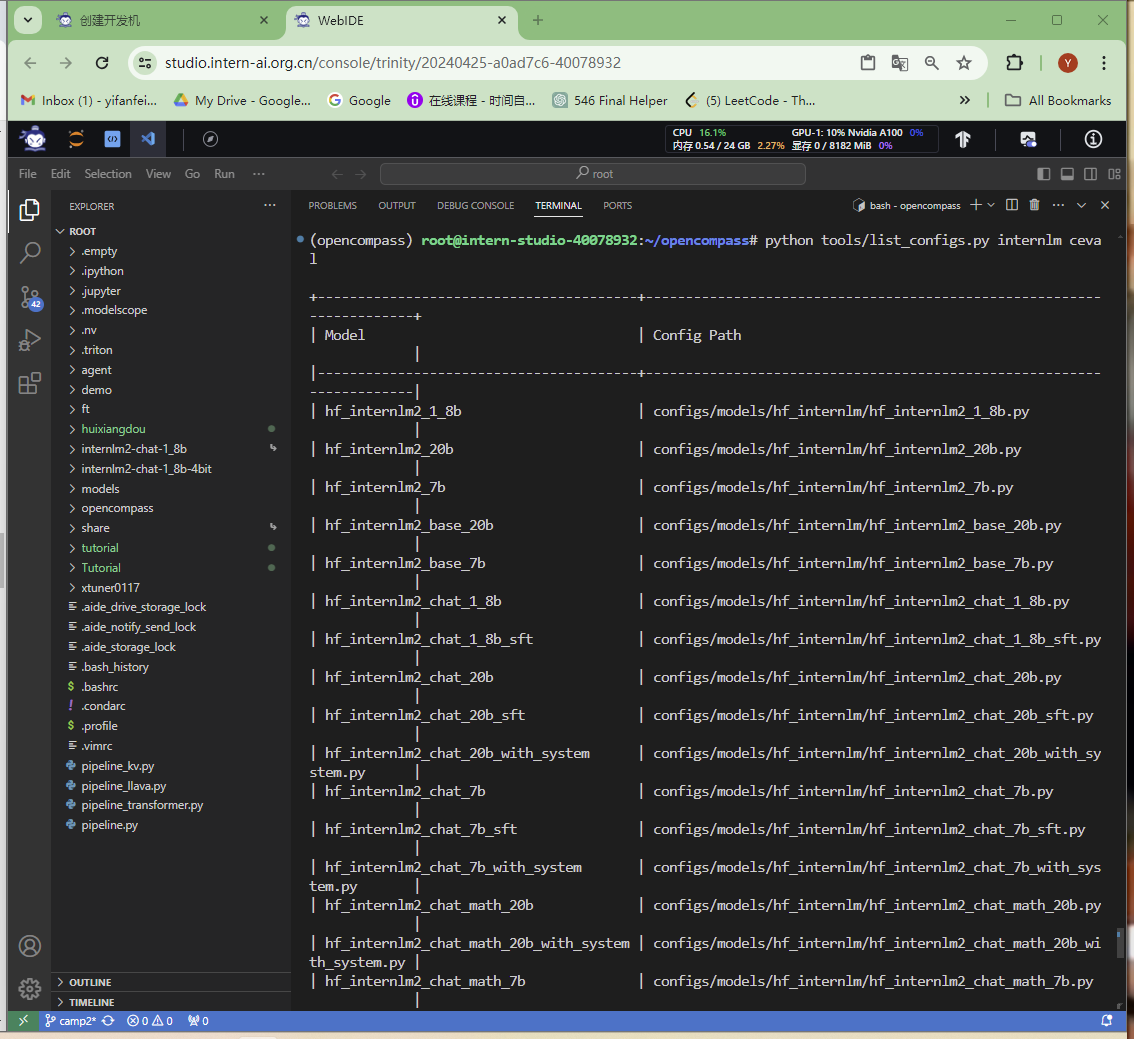 创建开发机
WebIDE
studio.intern-ai.org.cn/console/trinity/20240425-a0ad7c6-40078932
Y
Inbox (1) - yifanfei...
My Drive - Google...
Google
在线课程 - 时间自...
546 Final Helper
(5) LeetCode - Th...
All Bookmarks
CPU 16.1%
GPU-1: 10% Nvidia A100 0%
内存 0.54 / 24 GB 2.27%
显存 0 / 8182 MiB 0%
File Edit Selection View Go Run ···
root
EXPLORER
PROBLEMS OUTPUT DEBUG CONSOLE TERMINAL PORTS
bash - opencompass
ROOT
.empty
.ipython
.jupyter
.modelscope
.nv
.triton
agent
demo
ft
huixiangdou
internlm2-chat-1_8b
internlm2-chat-1_8b-4bit
models
opencompass
share
tutorial
Tutorial
xtuner0117
.aide_drive_storage_lock
.aide_notify_send_lock
.aide_storage_lock
.bash_history
$ .bashrc
! .condarc
$ .profile
.vimrc
pipeline_kv.py
pipeline_llava.py
pipeline_transformer.py
pipeline.py
OUTLINE
TIMELINE
42
(opencompass) root@intern-studio-40078932:~/opencompass# python tools/list_configs.py internlm ceva
l
+----------------------------------------+--------------------------------------------------------
-------------+
| Model | Config Path
|
|----------------------------------------+--------------------------------------------------------
-------------|
| hf_internlm2_1_8b | configs/models/hf_internlm/hf_internlm2_1_8b.py
|
| hf_internlm2_20b | configs/models/hf_internlm/hf_internlm2_20b.py
|
| hf_internlm2_7b | configs/models/hf_internlm/hf_internlm2_7b.py
|
| hf_internlm2_base_20b | configs/models/hf_internlm/hf_internlm2_base_20b.py
|
| hf_internlm2_base_7b | configs/models/hf_internlm/hf_internlm2_base_7b.py
|
| hf_internlm2_chat_1_8b | configs/models/hf_internlm/hf_internlm2_chat_1_8b.py
|
| hf_internlm2_chat_1_8b_sft | configs/models/hf_internlm/hf_internlm2_chat_1_8b_sft.py
|
| hf_internlm2_chat_20b | configs/models/hf_internlm/hf_internlm2_chat_20b.py
|
| hf_internlm2_chat_20b_sft | configs/models/hf_internlm/hf_internlm2_chat_20b_sft.py
|
| hf_internlm2_chat_20b_with_system | configs/models/hf_internlm/hf_internlm2_chat_20b_with_sy
stem.py |
| hf_internlm2_chat_7b | configs/models/hf_internlm/hf_internlm2_chat_7b.py
|
| hf_internlm2_chat_7b_sft | configs/models/hf_internlm/hf_internlm2_chat_7b_sft.py
|
| hf_internlm2_chat_7b_with_system | configs/models/hf_internlm/hf_internlm2_chat_7b_with_sys
tem.py |
| hf_internlm2_chat_math_20b | configs/models/hf_internlm/hf_internlm2_chat_math_20b.py
|
| hf_internlm2_chat_math_20b_with_system | configs/models/hf_internlm/hf_internlm2_chat_math_20b_wi
th_system.py |
| hf_internlm2_chat_math_7b | configs/models/hf_internlm/hf_internlm2_chat_math_7b.py
|
camp2* 0 0 0